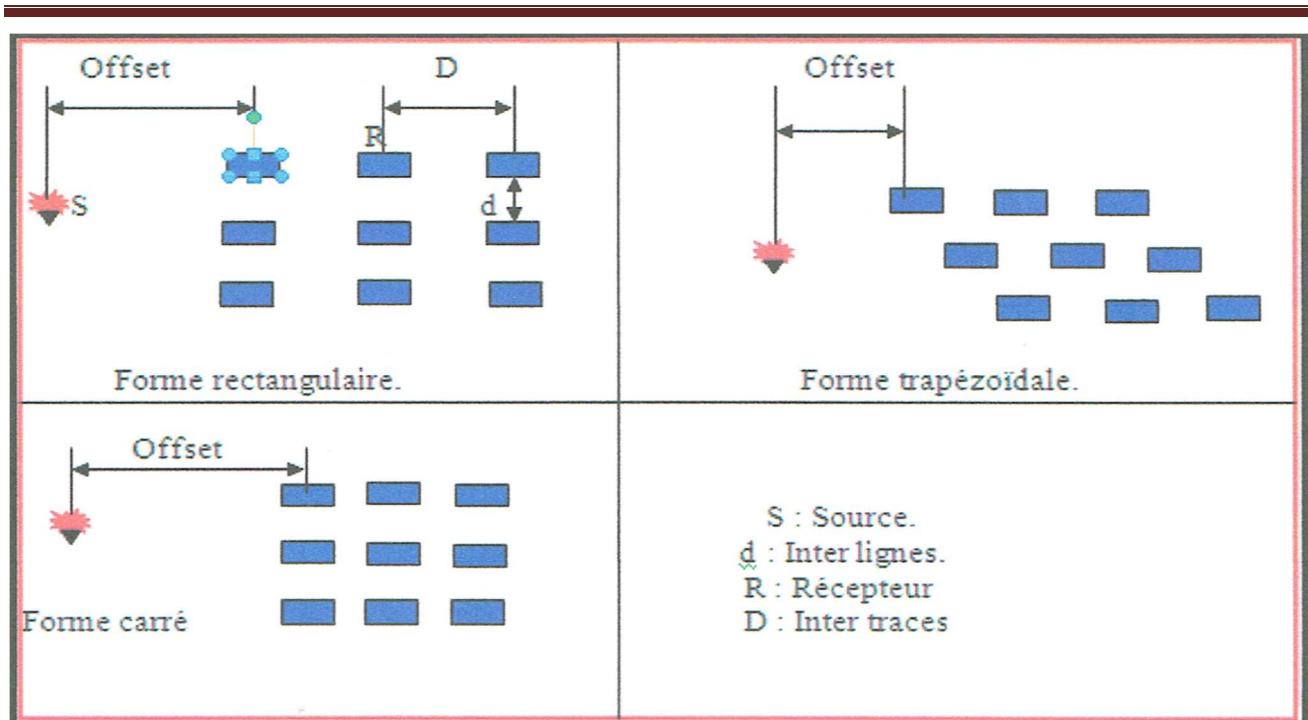 Offset
D
R
S
d
Forme rectangulaire.
Offset
Forme trapézoïdale.
Offset
Forme carré
S : Source.
d : Inter lignes.
R : Récepteur
D : Inter traces